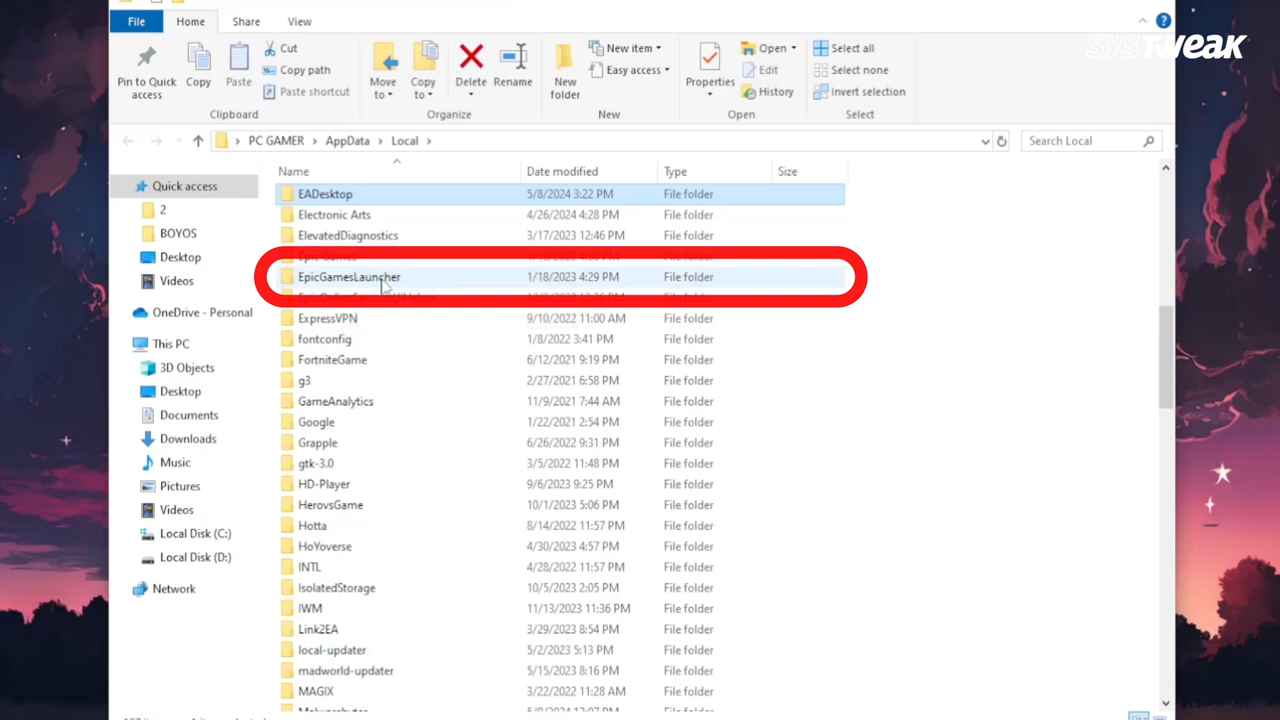 File Home Share View
SYSTWEAK
Pin to Quick access
Copy
Paste
Cut
Copy path
Paste shortcut
Clipboard
Move to
Copy to
Delete
Rename
Organize
New folder
New item
Easy access
New
Properties
Open
Edit
History
Open
Select all
Select none
Invert selection
Select
PC GAMER > AppData > Local >
Search Local
Quick access
2
BOYOS
Desktop
Videos
OneDrive - Personal
This PC
3D Objects
Desktop
Documents
Downloads
Music
Pictures
Videos
Local Disk (C:)
Local Disk (D:)
Network
Name Date modified Type Size
EADesktop 5/8/2024 3:22 PM File folder
Electronic Arts 4/26/2024 4:28 PM File folder
ElevatedDiagnostics 3/17/2023 12:46 PM File folder
Epic Games
EpicGamesLauncher 1/18/2023 4:29 PM File folder
ExpressVPN 9/10/2022 11:00 AM File folder
fontconfig 1/8/2022 3:41 PM File folder
FortniteGame 6/12/2021 9:19 PM File folder
g3 2/27/2021 6:58 PM File folder
GameAnalytics 11/9/2021 7:44 AM File folder
Google 1/22/2021 2:54 PM File folder
Grapple 6/26/2022 9:31 PM File folder
gtk-3.0 3/5/2022 11:48 PM File folder
HD-Player 9/6/2023 9:25 PM File folder
HerovsGame 10/1/2023 5:06 PM File folder
Hotta 8/14/2022 11:57 PM File folder
HoYoverse 4/30/2023 4:57 PM File folder
INTL 4/28/2022 11:57 PM File folder
IsolatedStorage 10/5/2023 2:05 PM File folder
IWM 11/13/2023 11:36 PM File folder
Link2EA 3/29/2023 8:54 PM File folder
local-updater 5/2/2023 5:13 PM File folder
madworld-updater 5/15/2023 8:16 PM File folder
MAGIX 3/22/2022 11:28 AM File folder